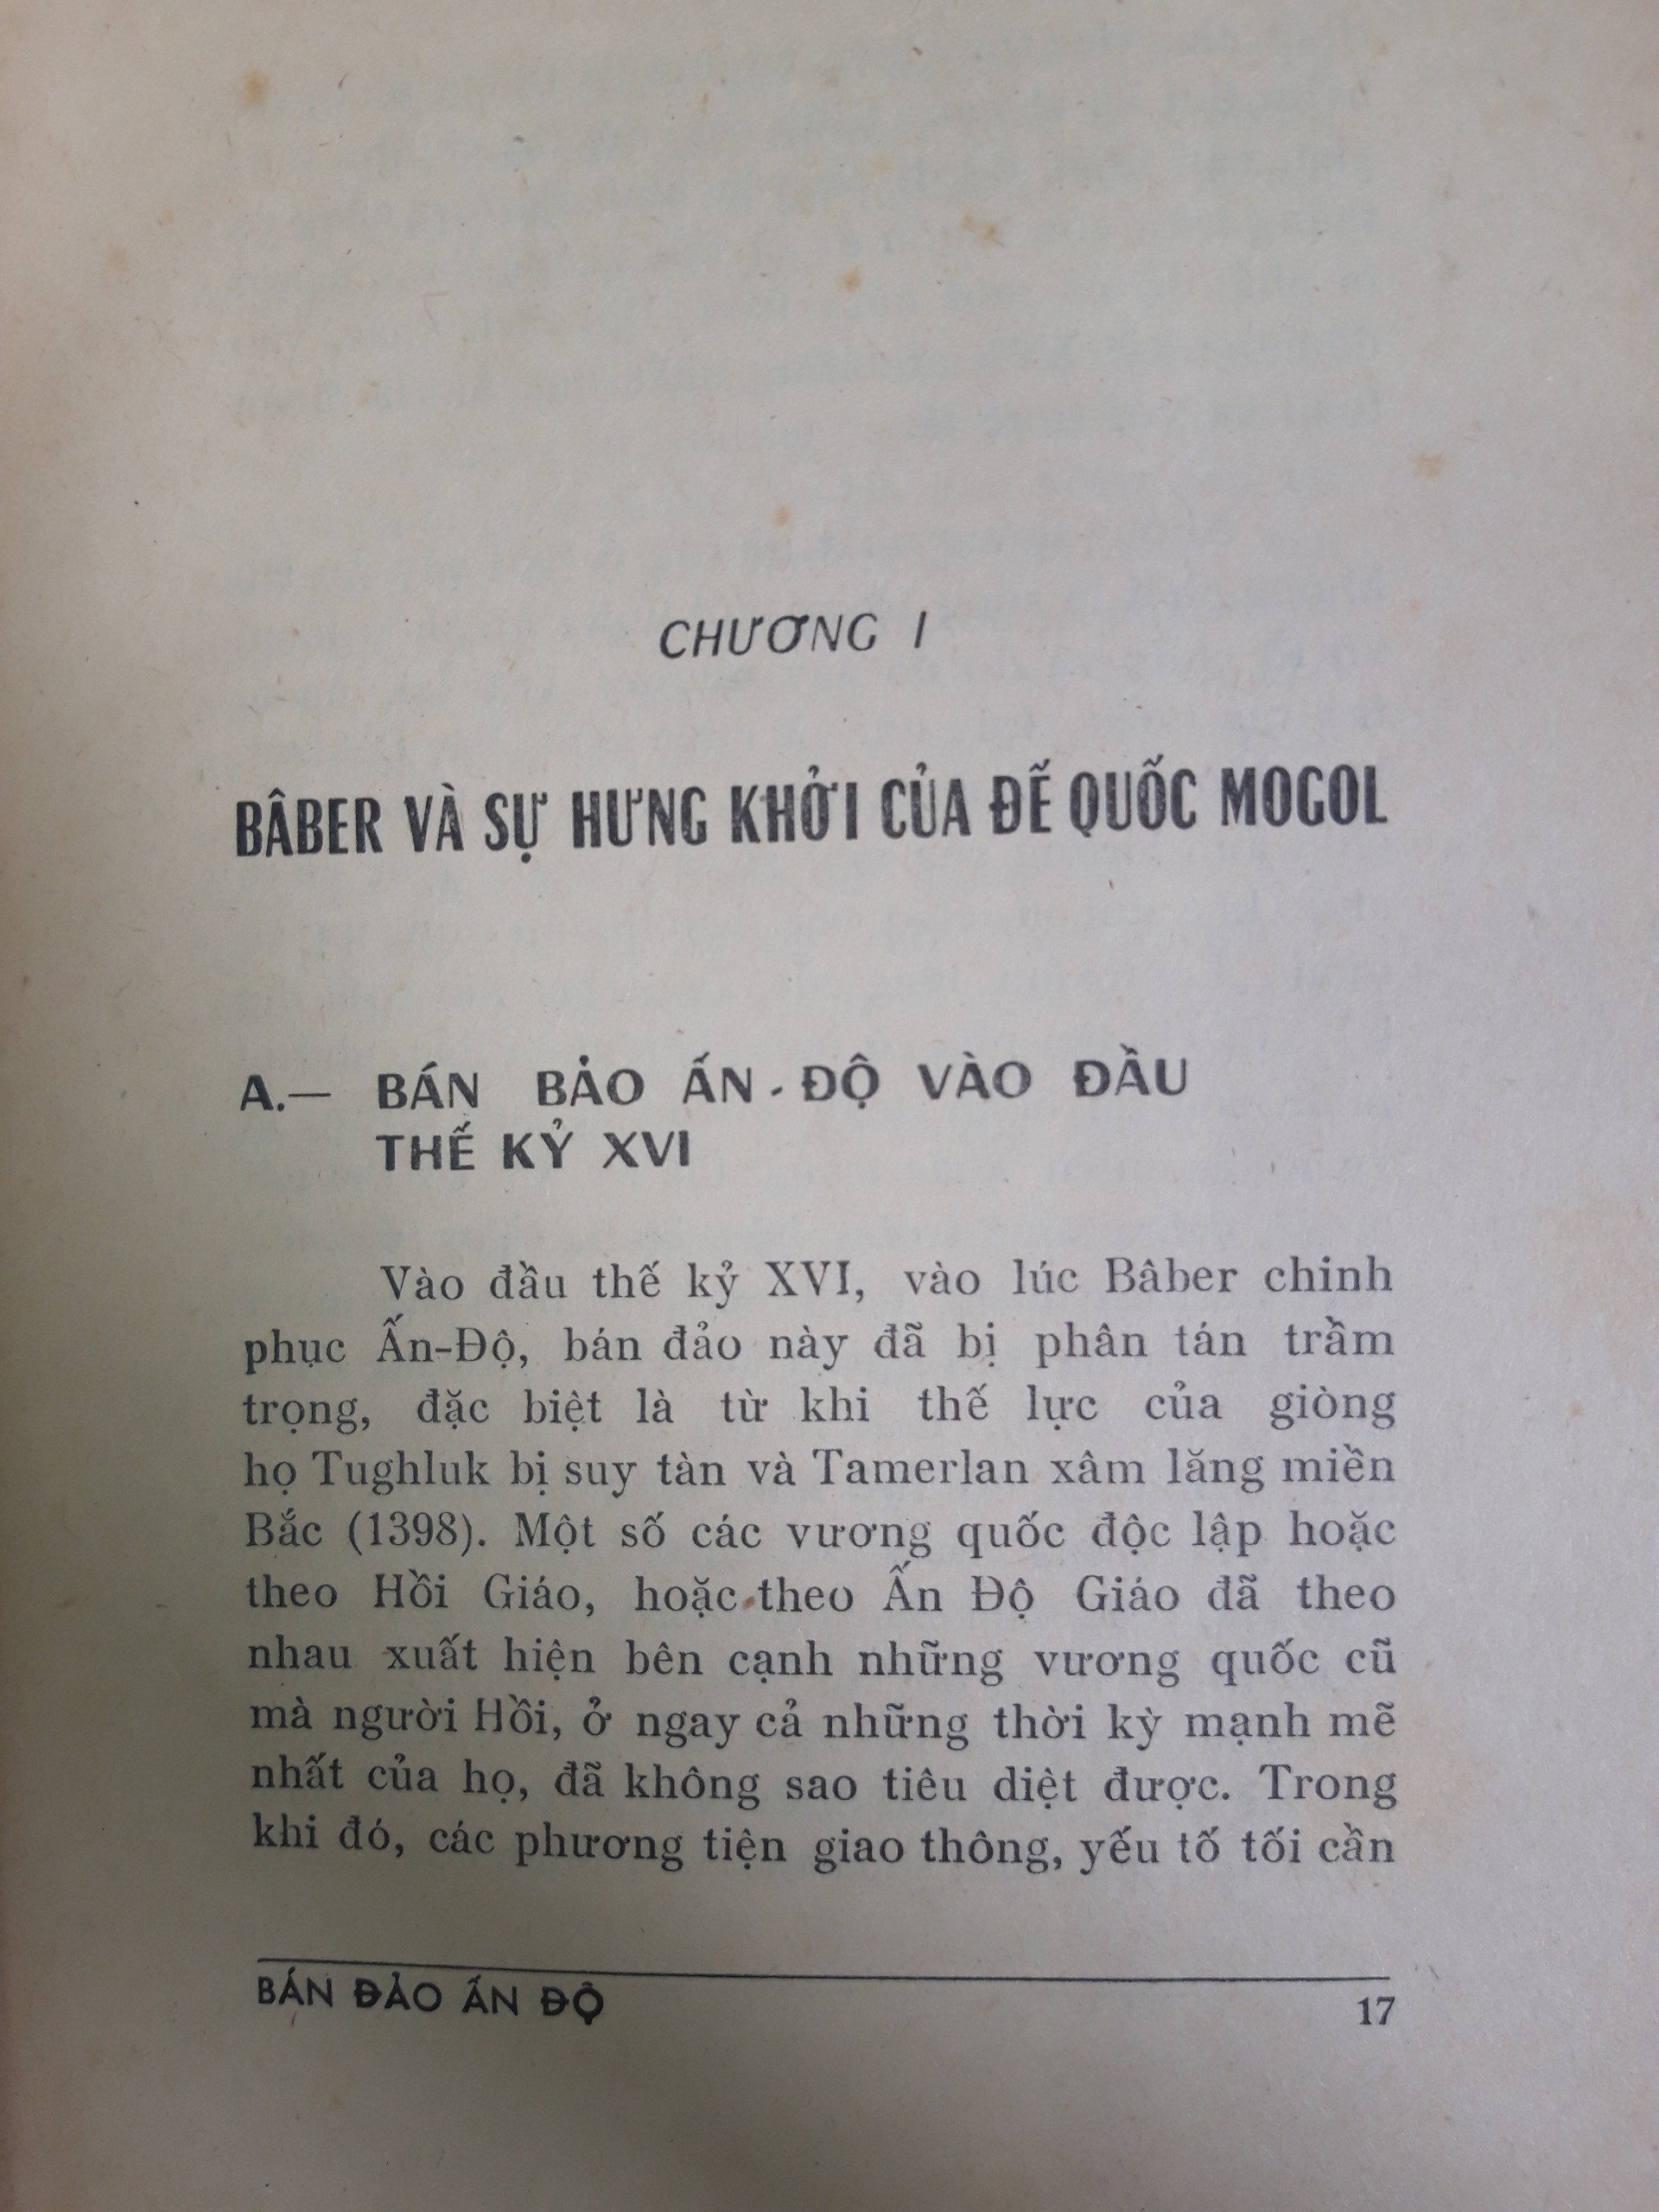 CHƯƠNG I
BÂBER VÀ SỰ HƯNG KHỞI CỦA ĐẾ QUỐC MOGOL
A.— BÁN BẢO ẤN-ĐỘ VÀO ĐẦU
THẾ KỶ XVI
Vào đầu thế kỷ XVI, vào lúc Bâber chinh
phục Ấn-Độ, bán đảo này đã bị phân tán trầm
trọng, đặc biệt là từ khi thế lực của giòng
họ Tughluk bị suy tàn và Tamerlan xâm lăng miền
Bắc (1398). Một số các vương quốc độc lập hoặc
theo Hồi Giáo, hoặc theo Ấn Độ Giáo đã theo
nhau xuất hiện bên cạnh những vương quốc cũ
mà người Hồi, ở ngay cả những thời kỳ mạnh mẽ
nhất của họ, đã không sao tiêu diệt được. Trong
khi đó, các phương tiện giao thông, yếu tố tối cần
BÁN ĐẢO ẤN ĐỘ
17